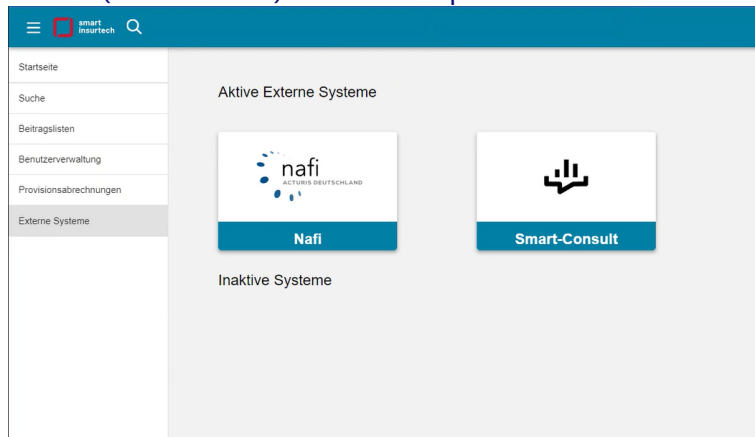 smart
insurtech
Startseite
Suche
Beitragslisten
Benutzerverwaltung
Provisionsabrechnungen
Externe Systeme
Aktive Externe Systeme
nafi
ACTURIS DEUTSCHLAND
Nafi
Smart-Consult
Inaktive Systeme